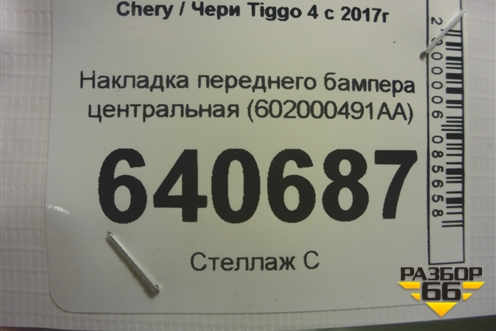 Chery / Чери Tiggo 4 с 2017г
Накладка переднего бампера
центральная (602000491AA)
640687
Стеллаж С
2000006085658
РАЗБОР
66